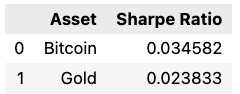 Asset Sharpe Ratio
0 Bitcoin 0.034582
1 Gold 0.023833